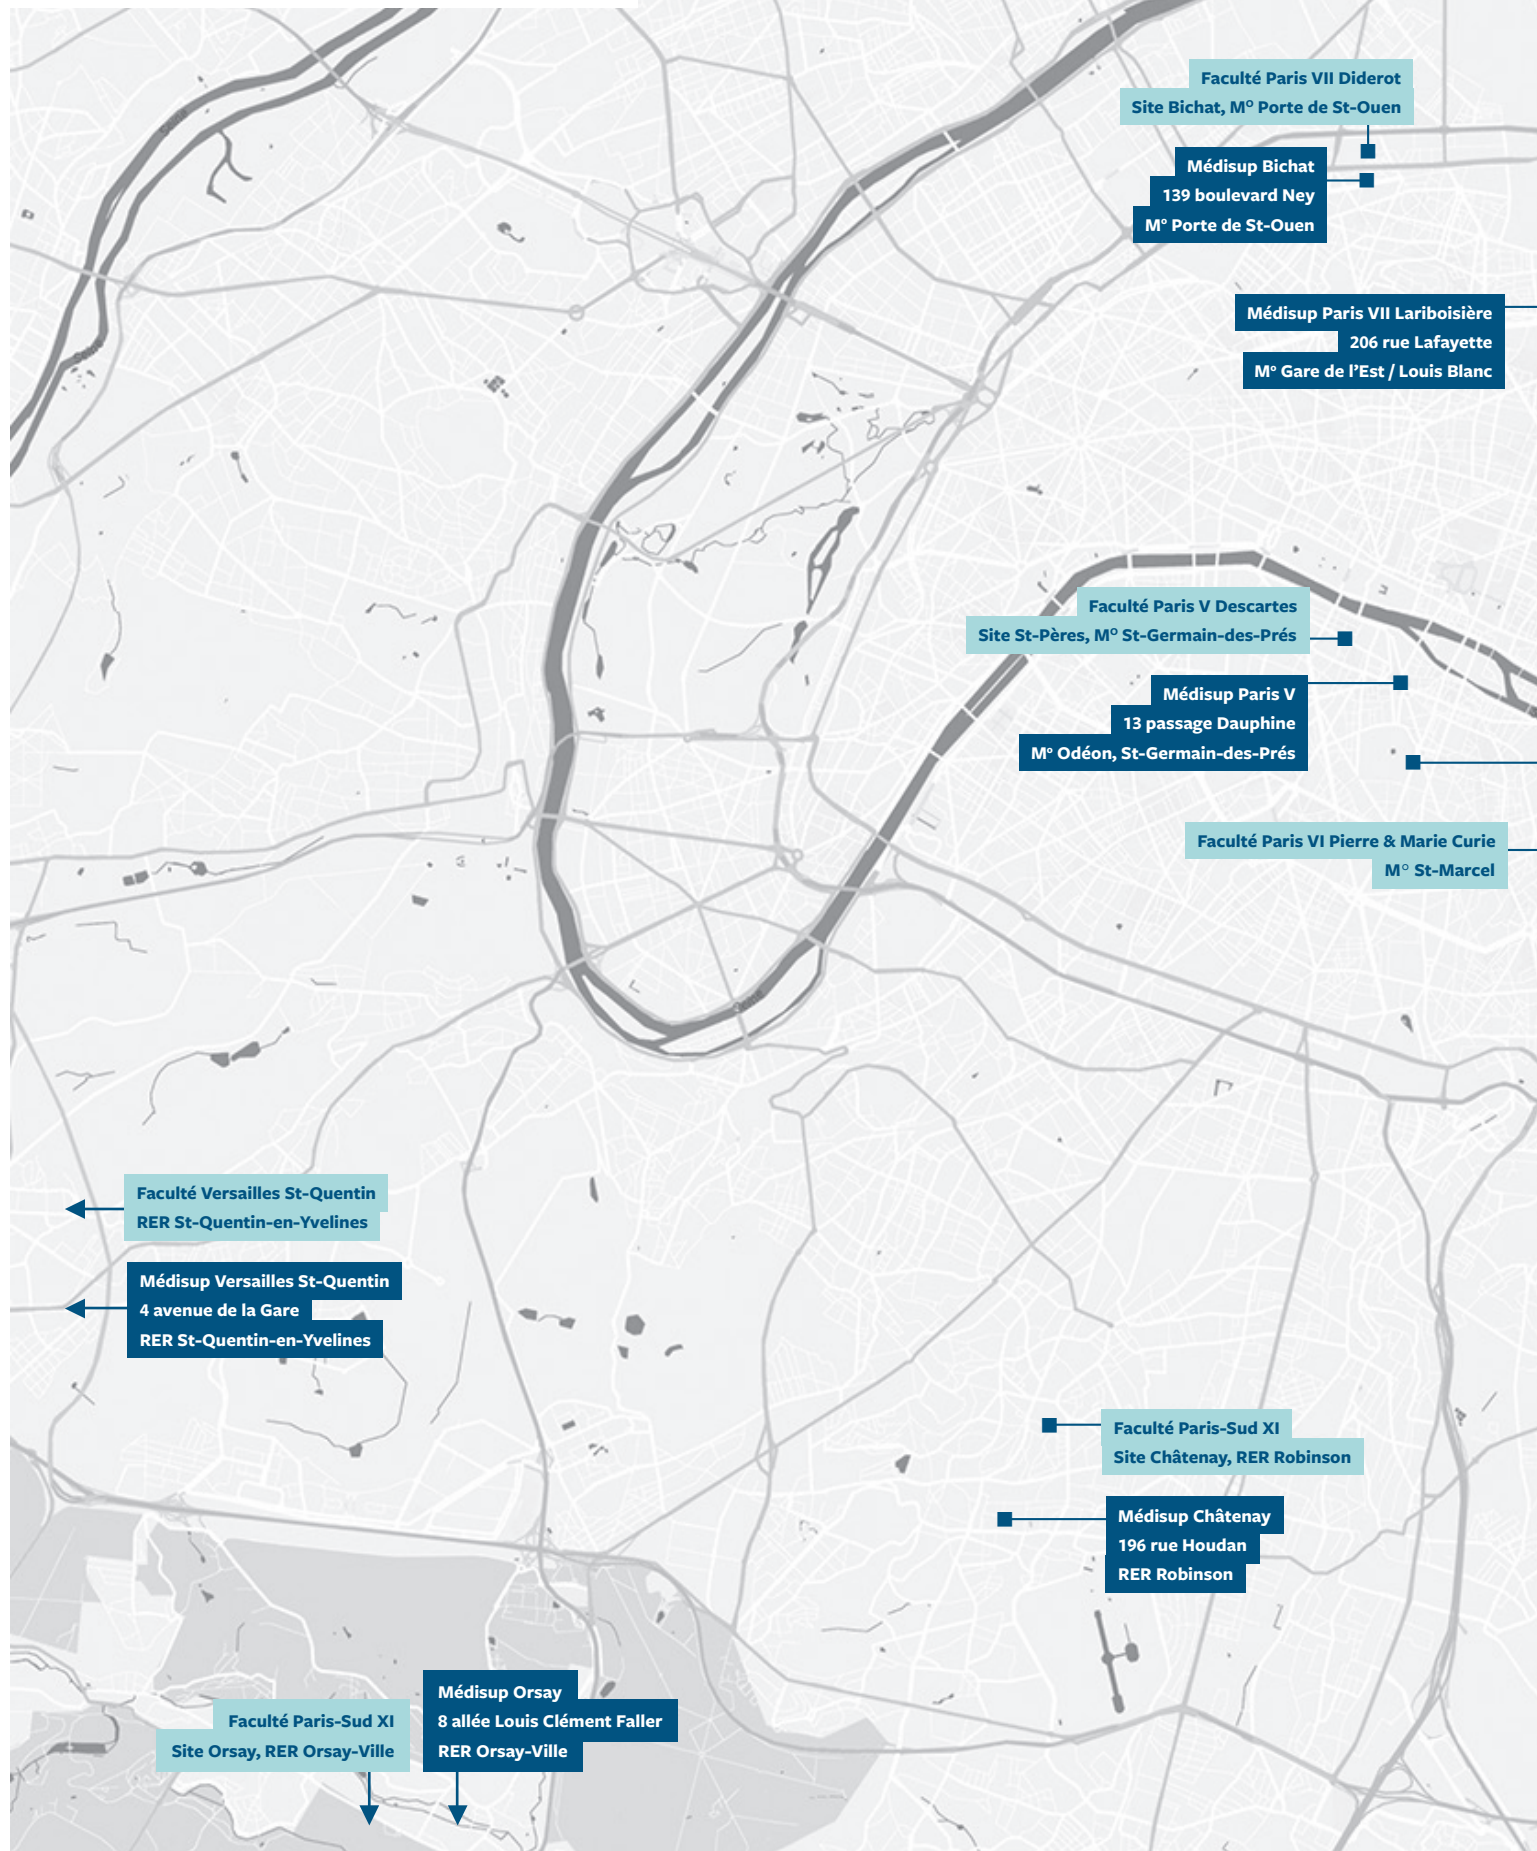 Faculté Paris VII Diderot
Site Bichat, M° Porte de St-Ouen
Seine
Médisup Bichat
139 boulevard Ney
M° Porte de St-Ouen
Médisup Paris VII Lariboisière
206 rue Lafayette
M° Gare de l’Est / Louis Blanc
Seine
Faculté Paris V Descartes
Site St-Pères, M° St-Germain-des-Prés
Médisup Paris V
13 passage Dauphine
M° Odéon, St-Germain-des-Prés
Faculté Paris VI Pierre & Marie Curie
M° St-Marcel
Seine
Faculté Versailles St-Quentin
RER St-Quentin-en-Yvelines
Médisup Versailles St-Quentin
4 avenue de la Gare
RER St-Quentin-en-Yvelines
Faculté Paris-Sud XI
Site Châtenay, RER Robinson
Médisup Châtenay
196 rue Houdan
RER Robinson
Faculté Paris-Sud XI
Site Orsay, RER Orsay-Ville
Médisup Orsay
8 allée Louis Clément Faller
RER Orsay-Ville